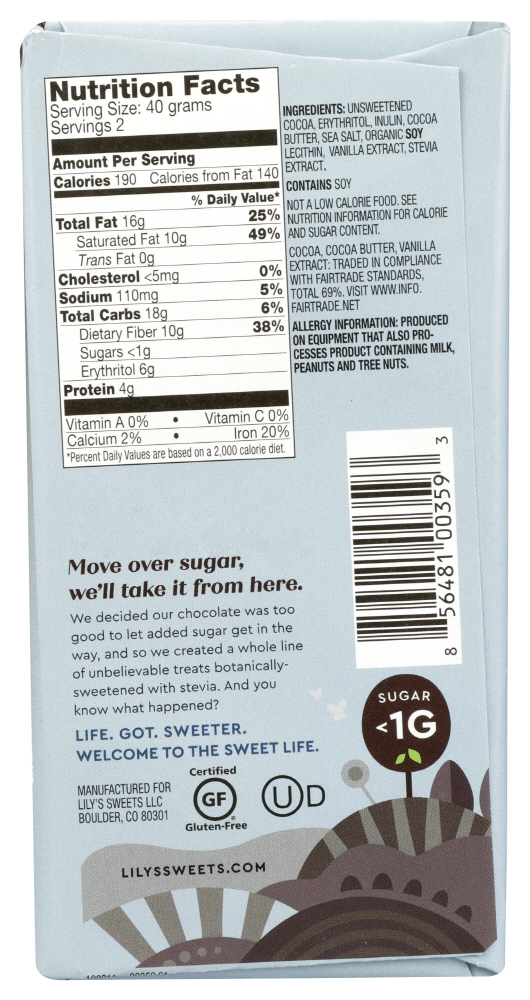 Nutrition Facts
Serving Size: 40 grams
Servings 2
Amount Per Serving
Calories 190 Calories from Fat 140
% Daily Value*
Total Fat 16g 25%
Saturated Fat 10g 49%
Trans Fat 0g
Cholesterol <5mg 0%
Sodium 110mg 5%
Total Carbs 18g 6%
Dietary Fiber 10g 38%
Sugars <1g
Erythritol 6g
Protein 4g
Vitamin A 0% • Vitamin C 0%
Calcium 2% • Iron 20%
*Percent Daily Values are based on a 2,000 calorie diet.
INGREDIENTS: UNSWEETENED
COCOA, ERYTHRITOL, INULIN, COCOA
BUTTER, SEA SALT, ORGANIC SOY
LECITHIN, VANILLA EXTRACT, STEVIA
EXTRACT.
CONTAINS SOY
NOT A LOW CALORIE FOOD. SEE
NUTRITION INFORMATION FOR CALORIE
AND SUGAR CONTENT.
COCOA, COCOA BUTTER, VANILLA
EXTRACT: TRADED IN COMPLIANCE
WITH FAIRTRADE STANDARDS,
TOTAL 69%. VISIT WWW.INFO.
FAIRTRADE.NET
ALLERGY INFORMATION: PRODUCED
ON EQUIPMENT THAT ALSO PRO-
CESSES PRODUCT CONTAINING MILK,
PEANUTS AND TREE NUTS.
8 56481 00359 3
Move over sugar,
we'll take it from here.
We decided our chocolate was too
good to let added sugar get in the
way, and so we created a whole line
of unbelievable treats botanically-
sweetened with stevia. And you
know what happened?
LIFE. GOT. SWEETER.
WELCOME TO THE SWEET LIFE.
SUGAR
<1G
MANUFACTURED FOR
LILY'S SWEETS LLC
BOULDER, CO 80301
Certified
GF
®
Gluten-Free
U D
LILYSSWEETS.COM